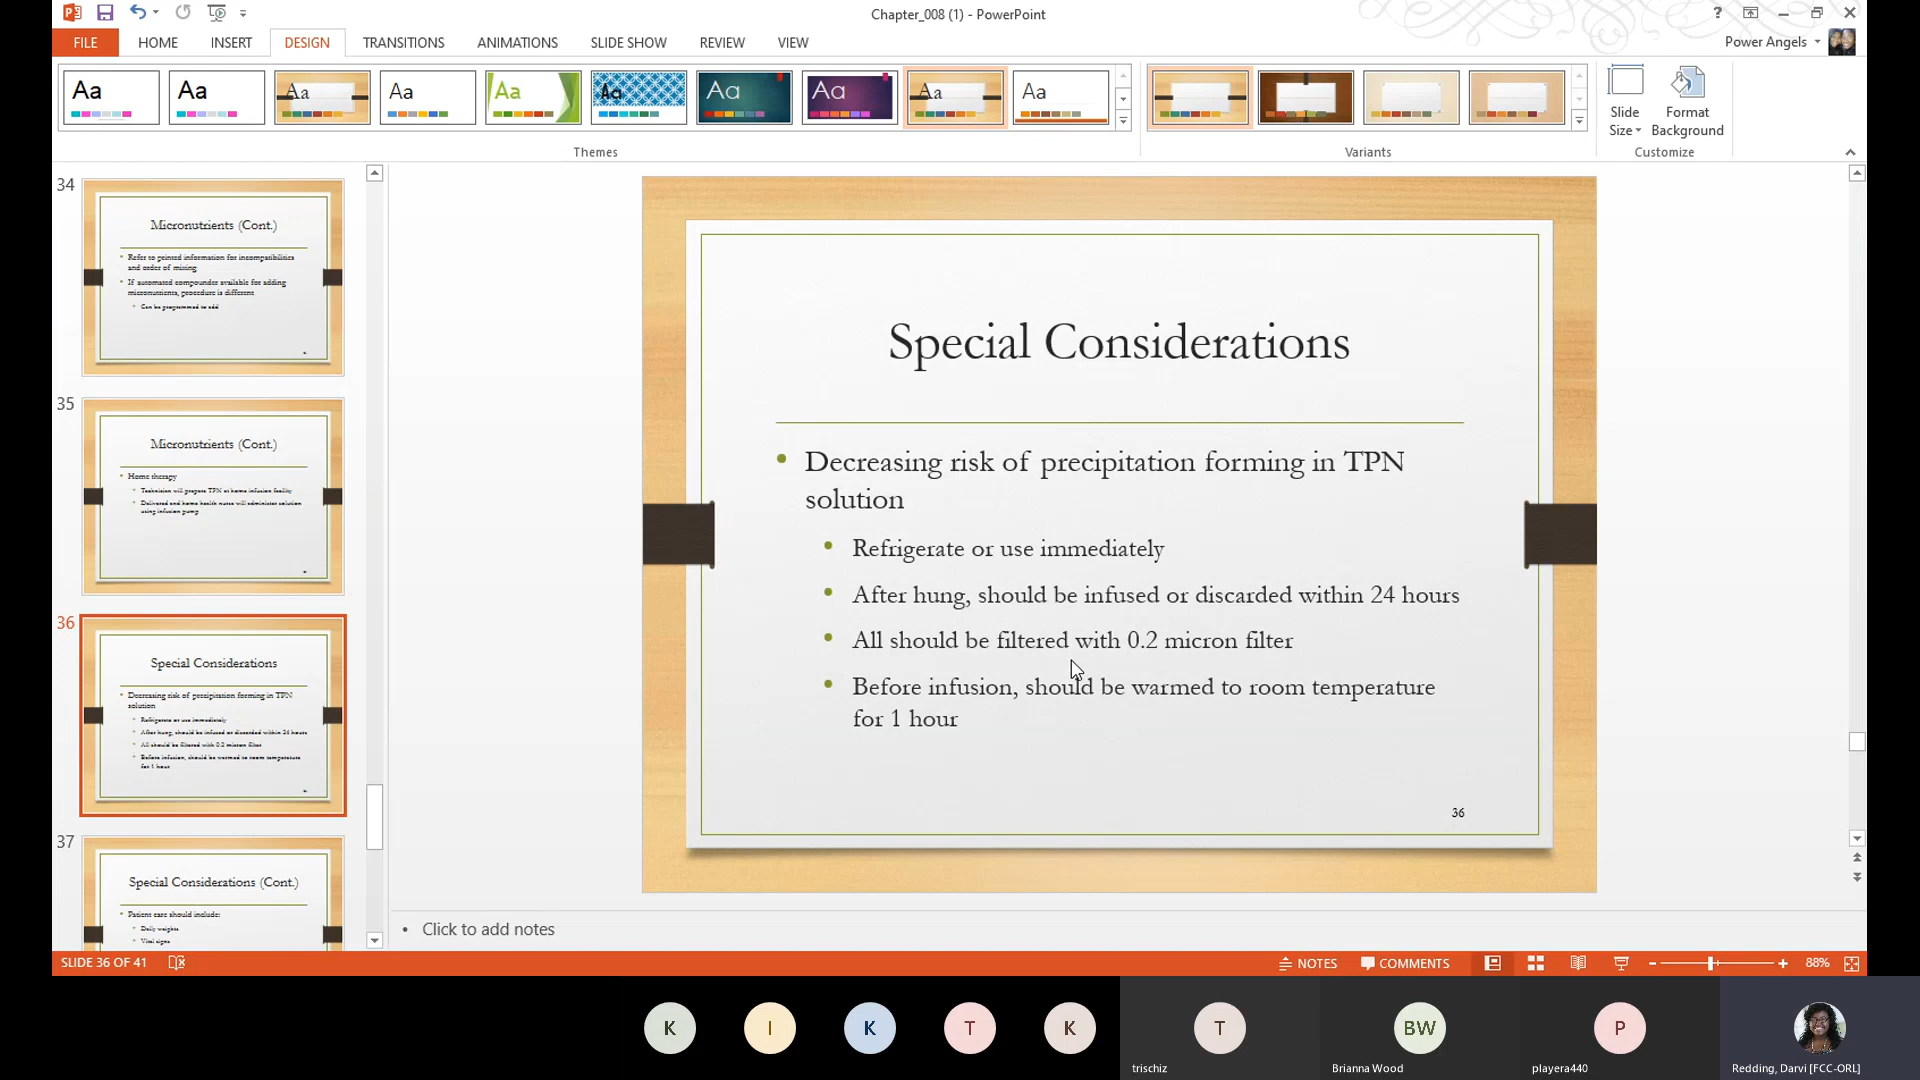 Chapter_008 (1) - PowerPoint
?
FILE
HOME
INSERT
DESIGN
TRANSITIONS
ANIMATIONS
SLIDE SHOW
REVIEW
VIEW
Power Angels
Aa
Aa
Aa
Aa
Aa
Aa
Aa
Aa
Aa
Aa
Slide
Size
Format
Background
Themes
Variants
Customize
34
Micronutrients (Cont.)
• Refer to printed information for incompatibilities
and order of mixing
• If automated compounder available for adding
micronutrients, procedure is different
• Can be programmed to add
35
Micronutrients (Cont.)
• Home therapy
• Technician will prepare TPN at home infusion facility
• Delivered and home health nurse will administer solution
using infusion pump
36
Special Considerations
• Decreasing risk of precipitation forming in TPN
solution
• Refrigerate or use immediately
• After hung, should be infused or discarded within 24 hours
• All should be filtered with 0.2 micron filter
• Before infusion, should be warmed to room temperature
for 1 hour
37
Special Considerations (Cont.)
• Patient care should include:
• Daily weights
• Vital signs
Special Considerations
• Decreasing risk of precipitation forming in TPN
solution
• Refrigerate or use immediately
• After hung, should be infused or discarded within 24 hours
• All should be filtered with 0.2 micron filter
• Before infusion, should be warmed to room temperature
for 1 hour
36
• Click to add notes
SLIDE 36 OF 41
NOTES
COMMENTS
88%
K
I
K
T
K
T
BW
P
trischiz
Brianna Wood
playera440
Redding, Darvi [FCC-ORL]